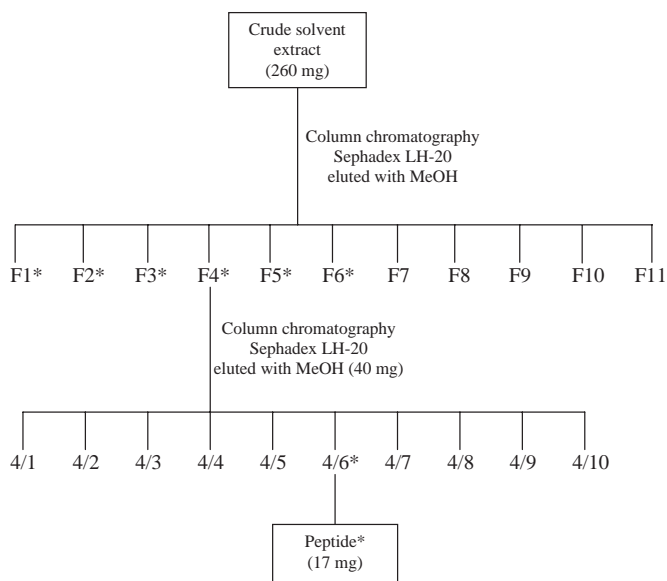 Crude solvent
extract
(260 mg)
Column chromatography
Sephadex LH-20
eluted with MeOH
F1* F2* F3* F4* F5* F6* F7 F8 F9 F10 F11
Column chromatography
Sephadex LH-20
eluted with MeOH (40 mg)
4/1 4/2 4/3 4/4 4/5 4/6* 4/7 4/8 4/9 4/10
Peptide*
(17 mg)